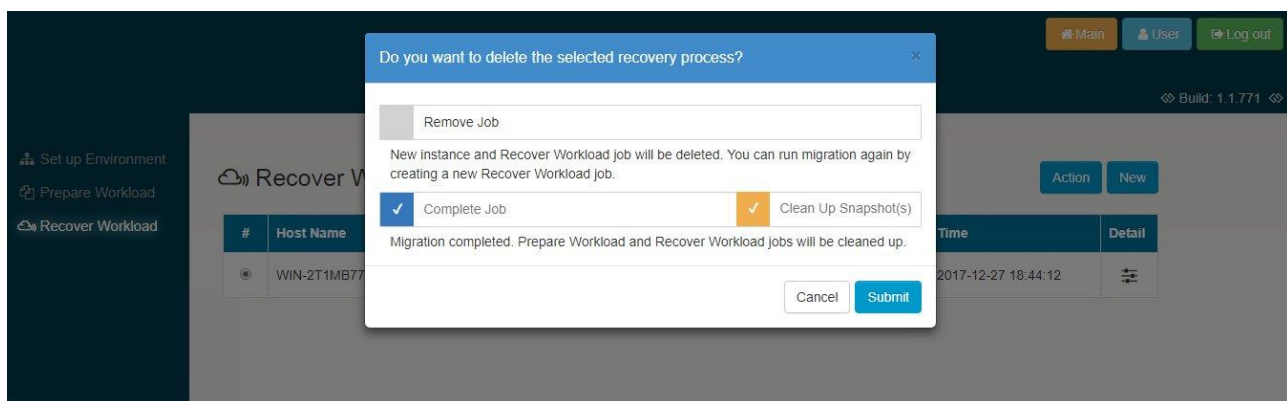 Main User Log out
Build: 1.1.771
Do you want to delete the selected recovery process? ×
Remove Job
New instance and Recover Workload job will be deleted. You can run migration again by
creating a new Recover Workload job.
Complete Job Clean Up Snapshot(s)
Migration completed. Prepare Workload and Recover Workload jobs will be cleaned up.
Cancel Submit
Set up Environment
Prepare Workload
Recover Workload
Recover W
Action New
# Host Name Time Detail
WIN-2T1MB77 2017-12-27 18:44:12